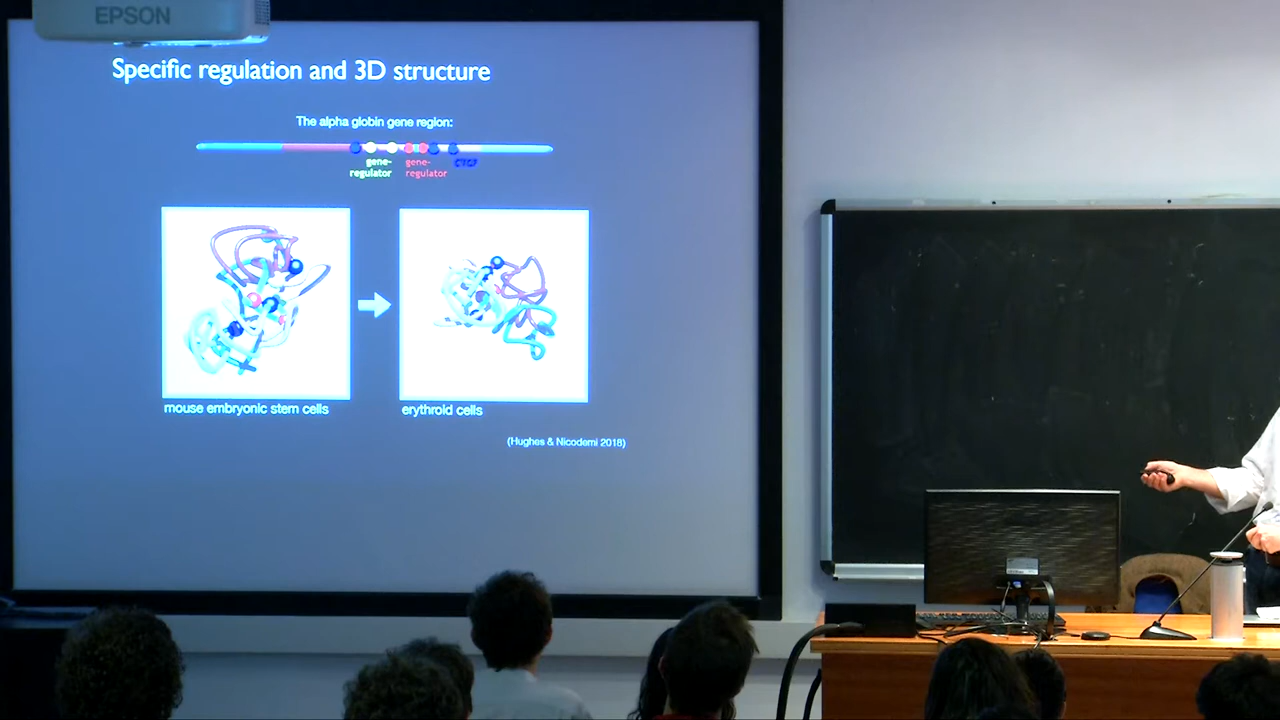 EPSON
Specific regulation and 3D structure
The alpha globin gene region:
gene-
regulator
gene-
regulator
CTCF
mouse embryonic stem cells
erythroid cells
(Hughes & Nicodemi 2018)